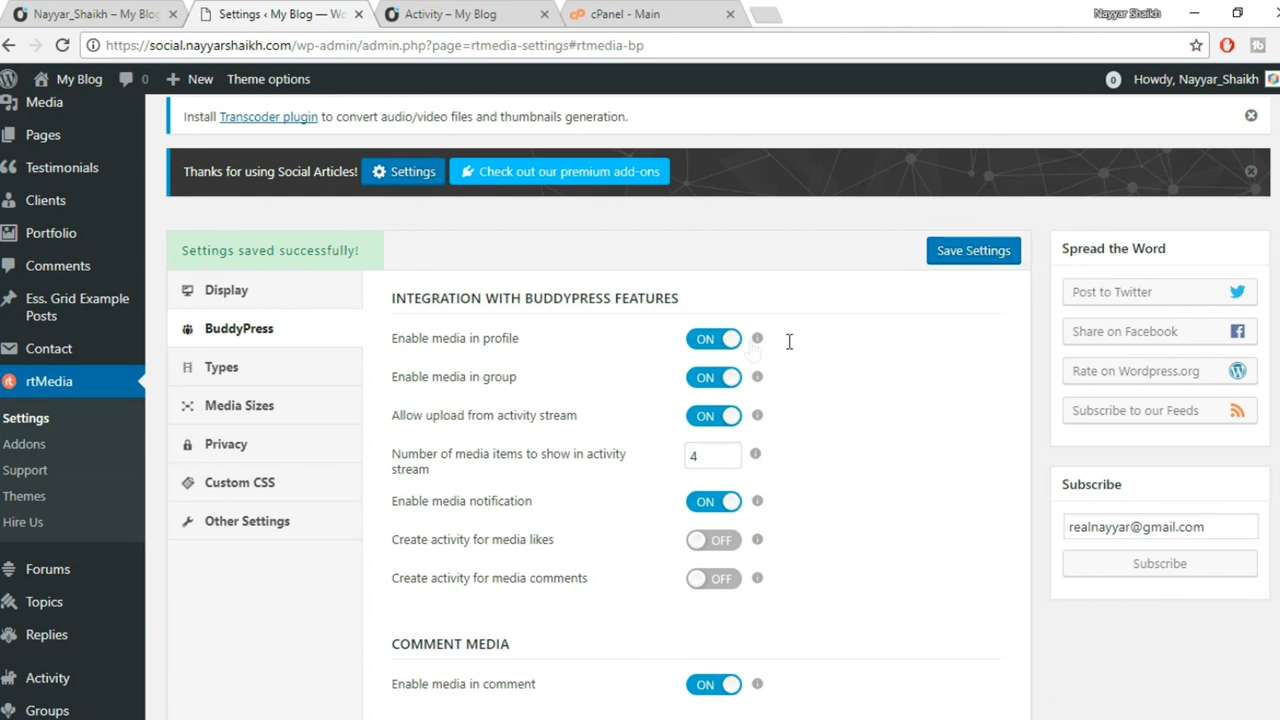 Nayyar_Shaikh – My Blog
Settings ‹ My Blog — Wo
Activity – My Blog
cPanel - Main
Nayyar Shaikh
https://social.nayyarshaikh.com/wp-admin/admin.php?page=rtmedia-settings#rtmedia-bp
My Blog
0
New
Theme options
0
Howdy, Nayyar_Shaikh
Media
Pages
Testimonials
Clients
Portfolio
Comments
Ess. Grid Example
Posts
Contact
rtMedia
Settings
Addons
Support
Themes
Hire Us
Forums
Topics
Replies
Activity
Groups
Install Transcoder plugin to convert audio/video files and thumbnails generation.
Thanks for using Social Articles!
Settings
Check out our premium add-ons
Settings saved successfully!
Save Settings
Display
BuddyPress
Types
Media Sizes
Privacy
Custom CSS
Other Settings
INTEGRATION WITH BUDDYPRESS FEATURES
Enable media in profile ON
Enable media in group ON
Allow upload from activity stream ON
Number of media items to show in activity
stream
4
Enable media notification ON
Create activity for media likes OFF
Create activity for media comments OFF
COMMENT MEDIA
Enable media in comment ON
Spread the Word
Post to Twitter
Share on Facebook
Rate on Wordpress.org
Subscribe to our Feeds
Subscribe
realnayyar@gmail.com
Subscribe